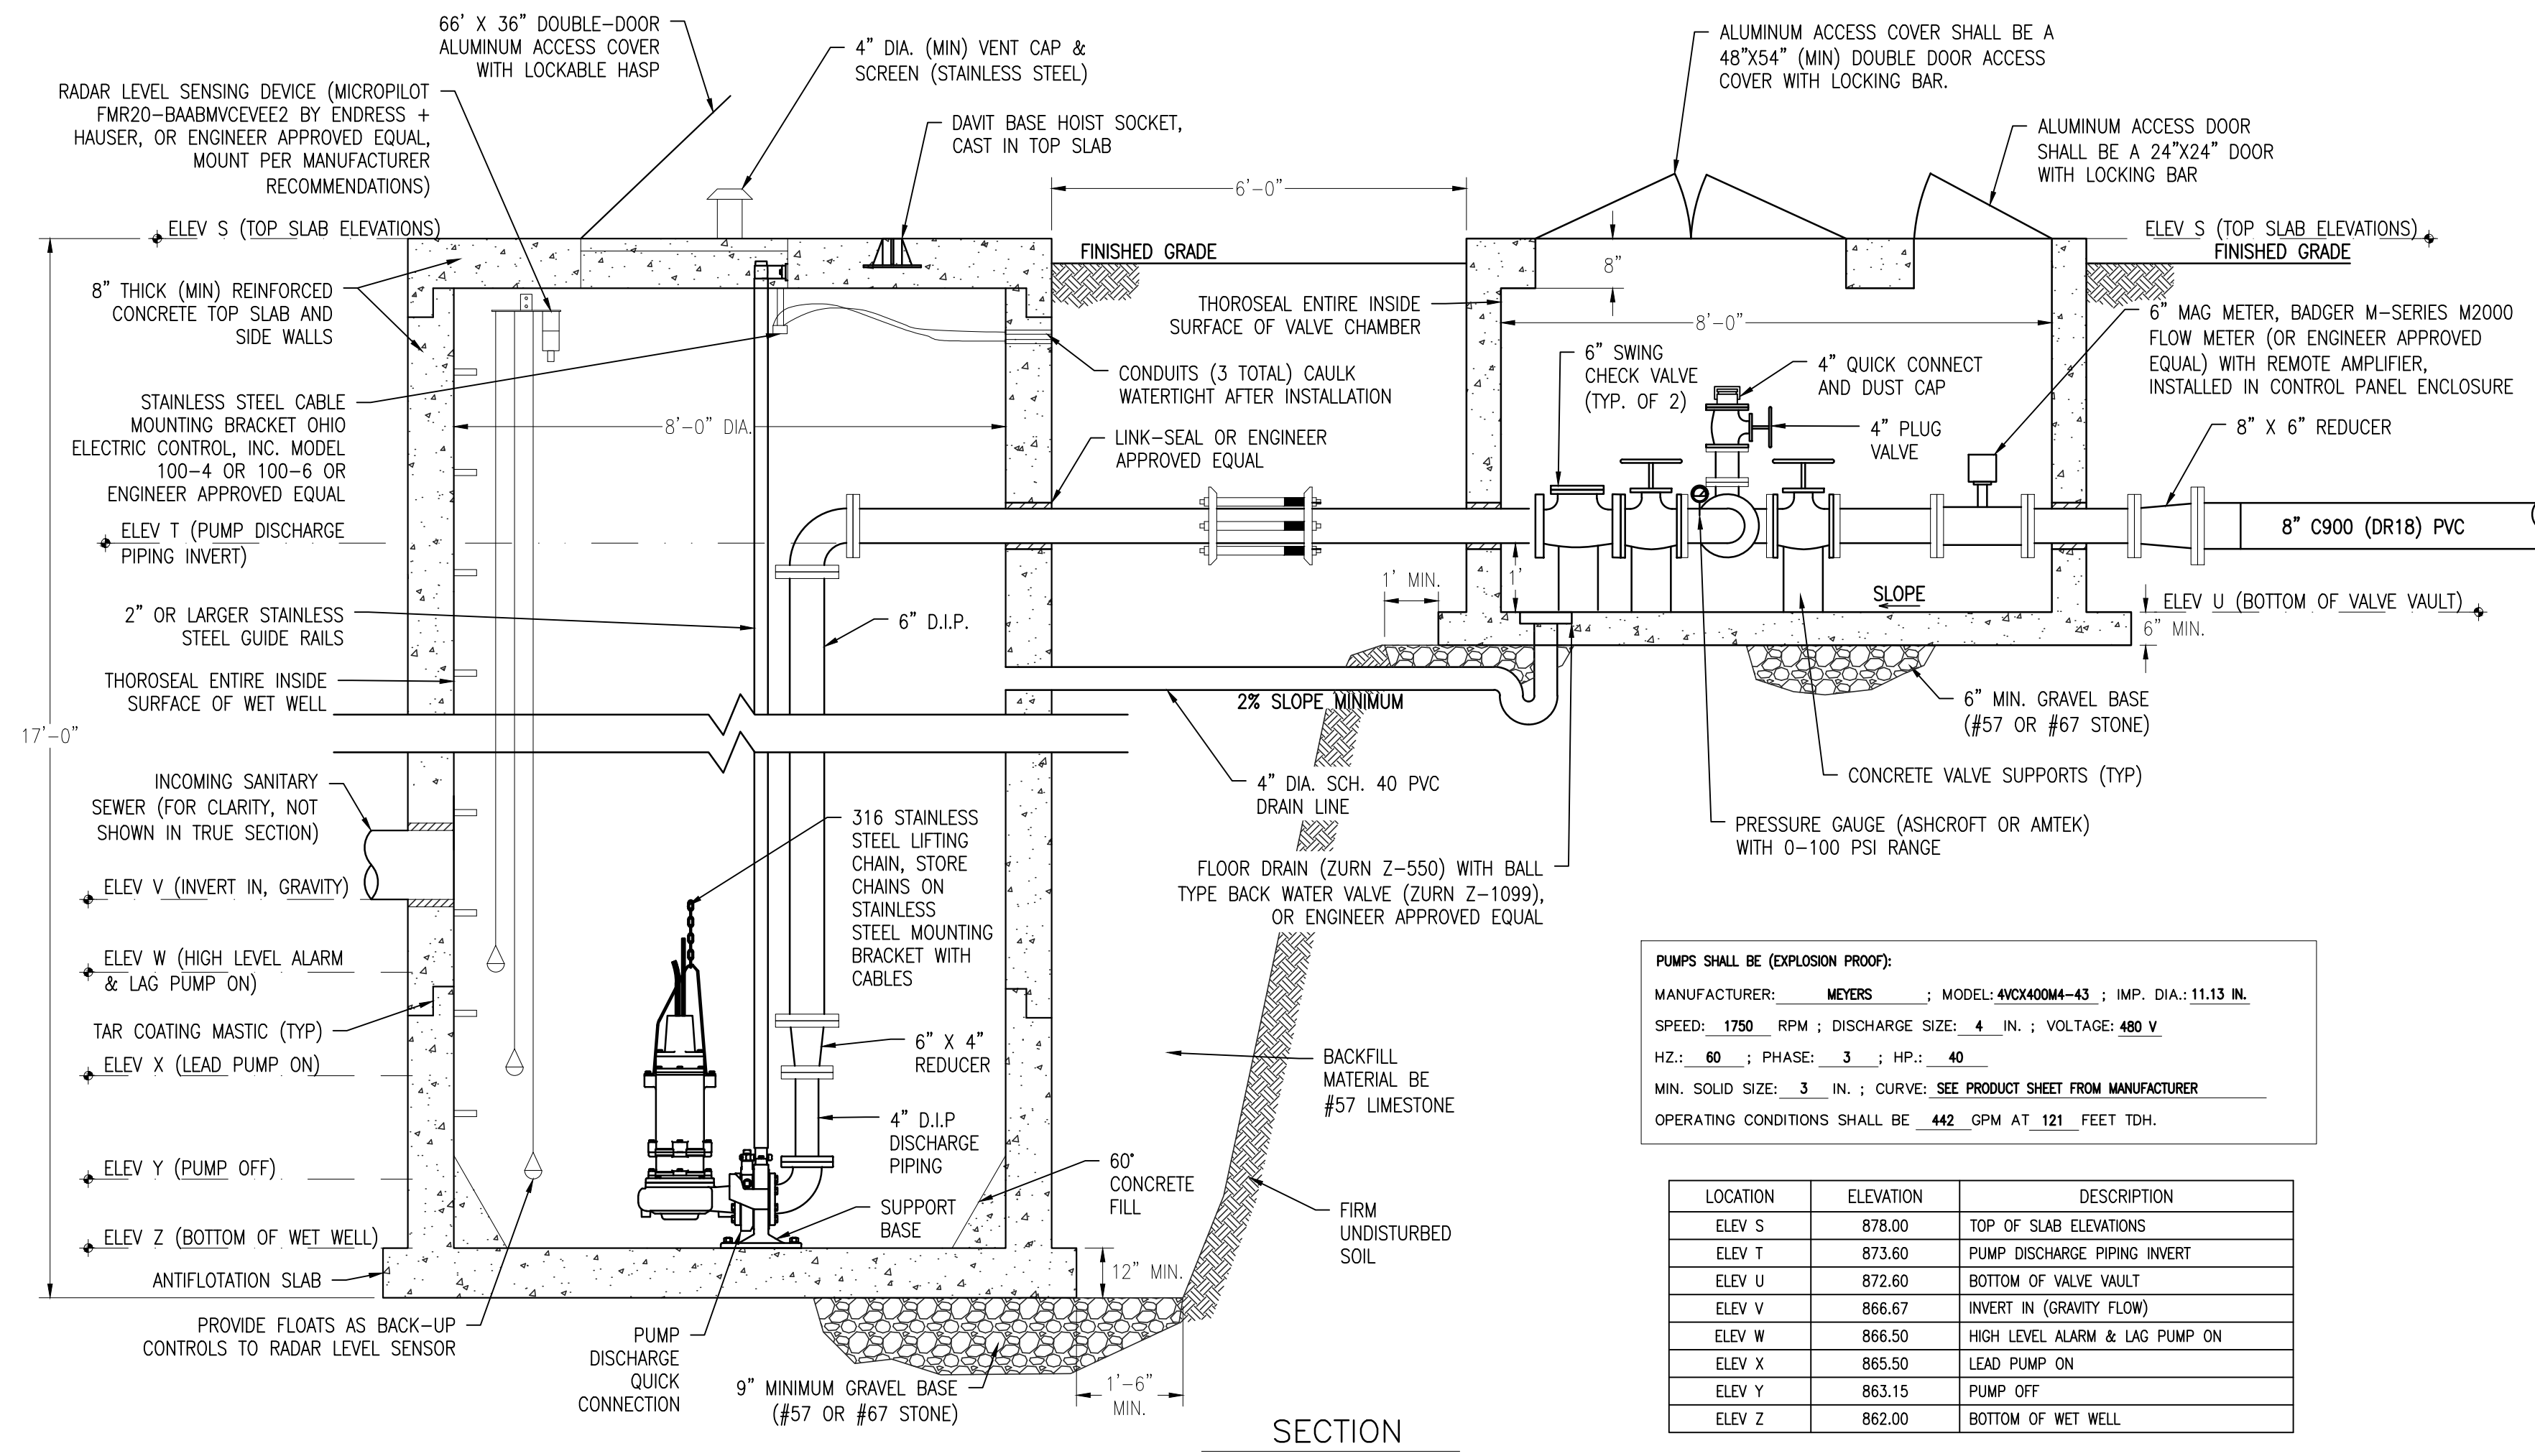 66' X 36" DOUBLE-DOOR
ALUMINUM ACCESS COVER
WITH LOCKABLE HASP
4" DIA. (MIN) VENT CAP &
SCREEN (STAINLESS STEEL)
ALUMINUM ACCESS COVER SHALL BE A
48"X54" (MIN) DOUBLE DOOR ACCESS
COVER WITH LOCKING BAR.
RADAR LEVEL SENSING DEVICE (MICROPILOT
FMR20-BAABMVCEVEE2 BY ENDRESS +
HAUSER, OR ENGINEER APPROVED EQUAL,
MOUNT PER MANUFACTURER
RECOMMENDATIONS)
DAVIT BASE HOIST SOCKET,
CAST IN TOP SLAB
ALUMINUM ACCESS DOOR
SHALL BE A 24"X24" DOOR
WITH LOCKING BAR
6'-0"
ELEV S (TOP SLAB ELEVATIONS)
ELEV S (TOP SLAB ELEVATIONS)
FINISHED GRADE
FINISHED GRADE
8"
8" THICK (MIN) REINFORCED
CONCRETE TOP SLAB AND
SIDE WALLS
THOROSEAL ENTIRE INSIDE
SURFACE OF VALVE CHAMBER
8'-0"
6" MAG METER, BADGER M-SERIES M2000
FLOW METER (OR ENGINEER APPROVED
EQUAL) WITH REMOTE AMPLIFIER,
INSTALLED IN CONTROL PANEL ENCLOSURE
6" SWING
CHECK VALVE
(TYP. OF 2)
4" QUICK CONNECT
AND DUST CAP
CONDUITS (3 TOTAL) CAULK
WATERTIGHT AFTER INSTALLATION
STAINLESS STEEL CABLE
MOUNTING BRACKET OHIO
ELECTRIC CONTROL, INC. MODEL
100-4 OR 100-6 OR
ENGINEER APPROVED EQUAL
8'-0" DIA.
LINK-SEAL OR ENGINEER
APPROVED EQUAL
4" PLUG
VALVE
8" X 6" REDUCER
ELEV T (PUMP DISCHARGE
PIPING INVERT)
8" C900 (DR18) PVC
1' MIN.
1'
SLOPE
ELEV U (BOTTOM OF VALVE VAULT)
6" MIN.
2" OR LARGER STAINLESS
STEEL GUIDE RAILS
6" D.I.P.
THOROSEAL ENTIRE INSIDE
SURFACE OF WET WELL
2% SLOPE MINIMUM
6" MIN. GRAVEL BASE
(#57 OR #67 STONE)
17'-0"
4" DIA. SCH. 40 PVC
DRAIN LINE
CONCRETE VALVE SUPPORTS (TYP)
INCOMING SANITARY
SEWER (FOR CLARITY, NOT
SHOWN IN TRUE SECTION)
316 STAINLESS
STEEL LIFTING
CHAIN, STORE
CHAINS ON
STAINLESS
STEEL MOUNTING
BRACKET WITH
CABLES
PRESSURE GAUGE (ASHCROFT OR AMTEK)
WITH 0-100 PSI RANGE
FLOOR DRAIN (ZURN Z-550) WITH BALL
TYPE BACK WATER VALVE (ZURN Z-1099),
OR ENGINEER APPROVED EQUAL
ELEV V (INVERT IN, GRAVITY)
ELEV W (HIGH LEVEL ALARM
& LAG PUMP ON)
TAR COATING MASTIC (TYP)
ELEV X (LEAD PUMP ON)
6" X 4"
REDUCER
BACKFILL
MATERIAL BE
#57 LIMESTONE
4" D.I.P
DISCHARGE
PIPING
ELEV Y (PUMP OFF)
60°
CONCRETE
FILL
SUPPORT
BASE
FIRM
UNDISTURBED
SOIL
ELEV Z (BOTTOM OF WET WELL)
ANTIFLOTATION SLAB
12" MIN.
PROVIDE FLOATS AS BACK-UP
CONTROLS TO RADAR LEVEL SENSOR
PUMP
DISCHARGE
QUICK
CONNECTION
9" MINIMUM GRAVEL BASE
(#57 OR #67 STONE)
1'-6"
MIN.
SECTION
PUMPS SHALL BE (EXPLOSION PROOF):
MANUFACTURER: MEYERS ; MODEL: 4VCX400M4-43 ; IMP. DIA.: 11.13 IN.
SPEED: 1750 RPM ; DISCHARGE SIZE: 4 IN. ; VOLTAGE: 480 V
HZ.: 60 ; PHASE: 3 ; HP.: 40
MIN. SOLID SIZE: 3 IN. ; CURVE: SEE PRODUCT SHEET FROM MANUFACTURER
OPERATING CONDITIONS SHALL BE 442 GPM AT 121 FEET TDH.
LOCATION ELEVATION DESCRIPTION
ELEV S 878.00 TOP OF SLAB ELEVATIONS
ELEV T 873.60 PUMP DISCHARGE PIPING INVERT
ELEV U 872.60 BOTTOM OF VALVE VAULT
ELEV V 866.67 INVERT IN (GRAVITY FLOW)
ELEV W 866.50 HIGH LEVEL ALARM & LAG PUMP ON
ELEV X 865.50 LEAD PUMP ON
ELEV Y 863.15 PUMP OFF
ELEV Z 862.00 BOTTOM OF WET WELL